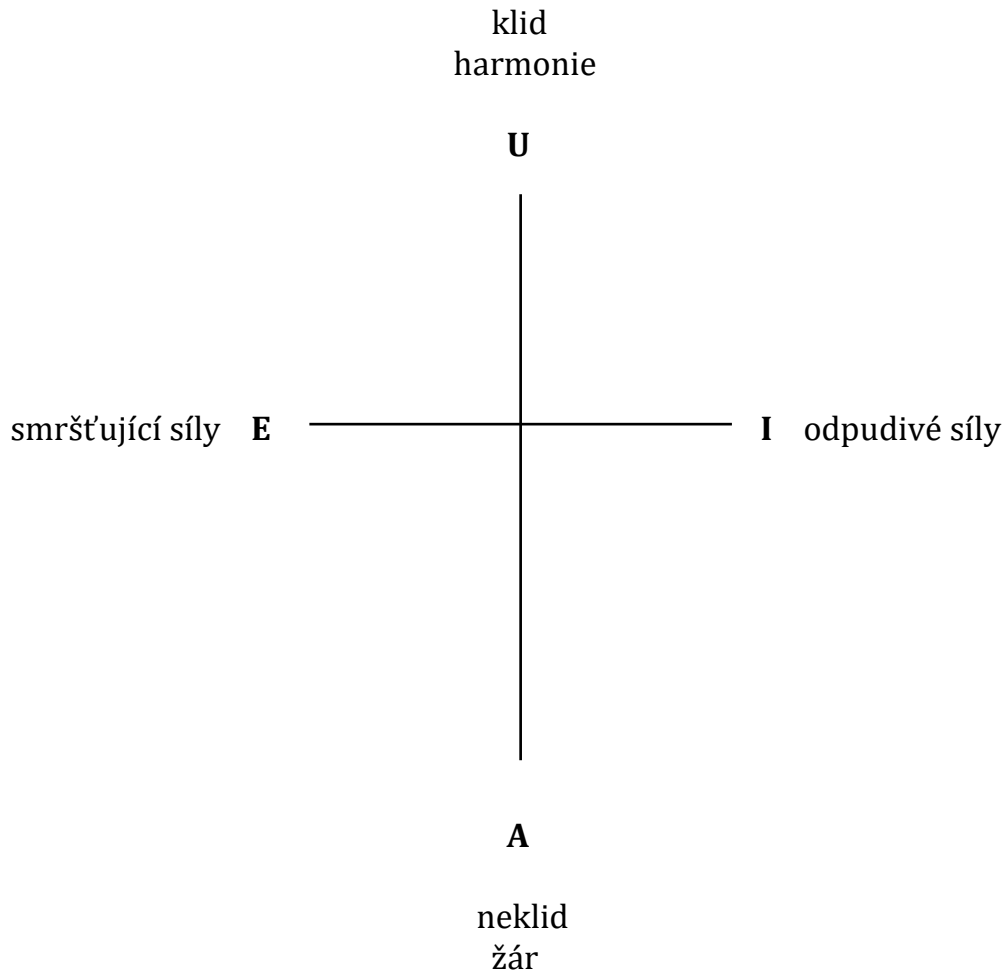 klid
harmonie
U
smršťující síly E I odpudivé síly
A
neklid
žár